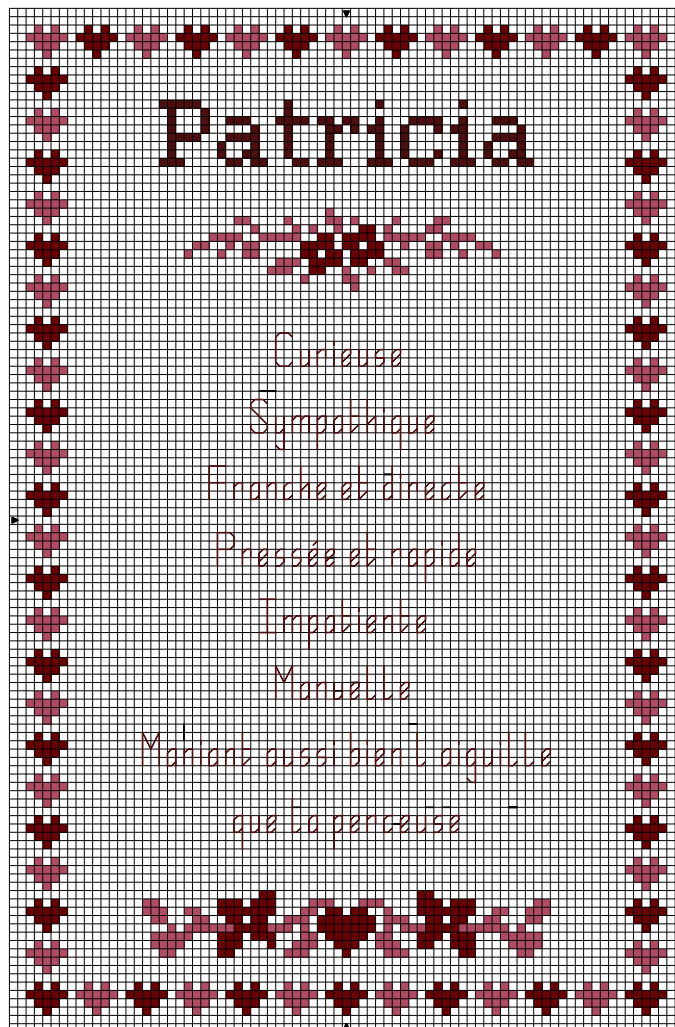 Patricia
Curieuse
Sympathique
Franche et directe
Pressée et rapide
Impatiente
Manuelle
Maniant aussi bien l aiguille
que la perceuse